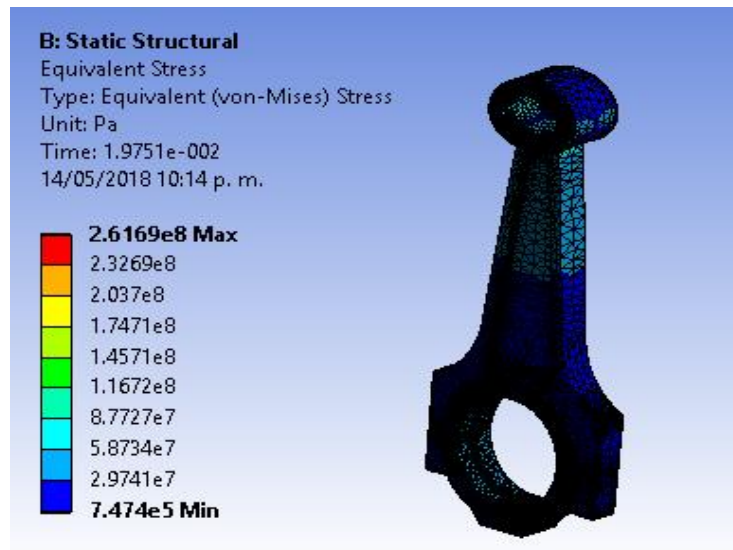 B: Static Structural
Equivalent Stress
Type: Equivalent (von-Mises) Stress
Unit: Pa
Time: 1.9751e-002
14/05/2018 10:14 p. m.
2.6169e8 Max
2.3269e8
2.037e8
1.7471e8
1.4571e8
1.1672e8
8.7727e7
5.8734e7
2.9741e7
7.474e5 Min